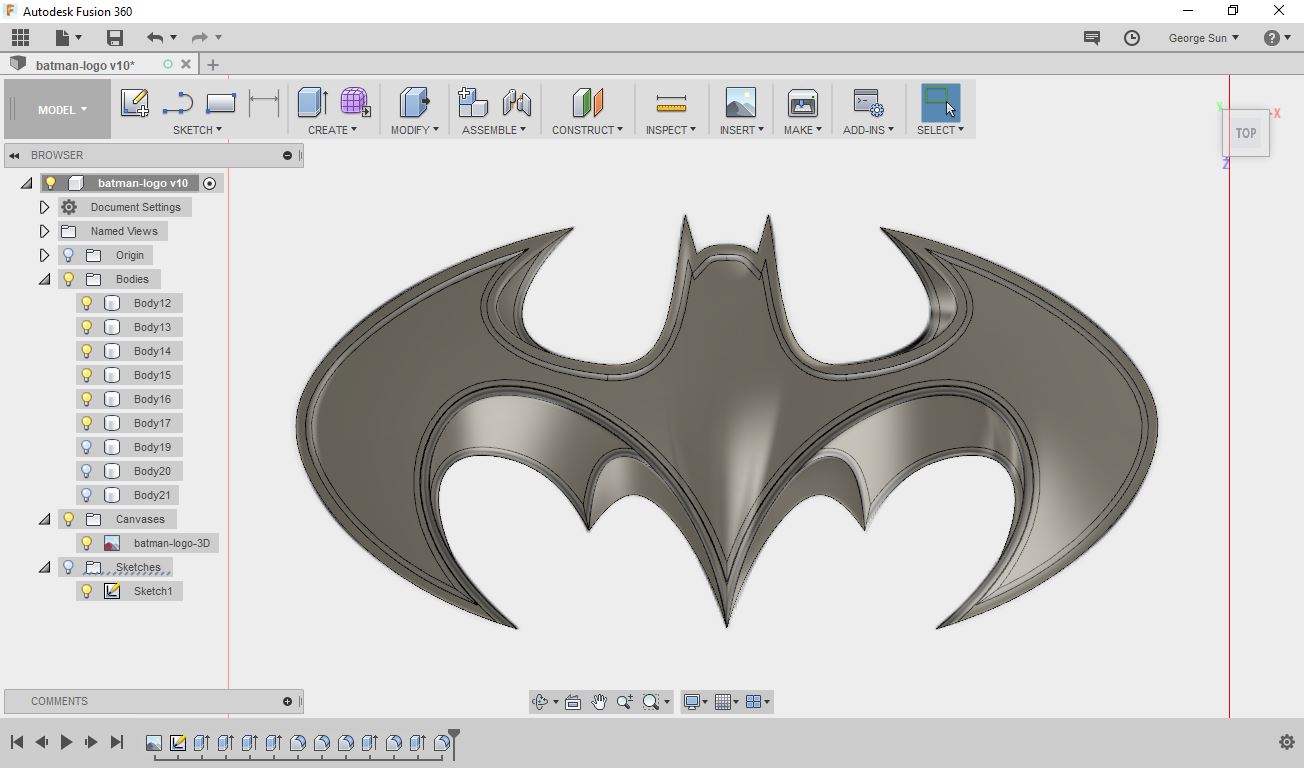 Autodesk Fusion 360
George Sun
batman-logo v10*
MODEL
SKETCH
CREATE
MODIFY
ASSEMBLE
CONSTRUCT
INSPECT
INSERT
MAKE
ADD-INS
SELECT
Y
X
TOP
Z
BROWSER
batman-logo v10
Document Settings
Named Views
Origin
Bodies
Body12
Body13
Body14
Body15
Body16
Body17
Body19
Body20
Body21
Canvases
batman-logo-3D
Sketches
Sketch1
COMMENTS